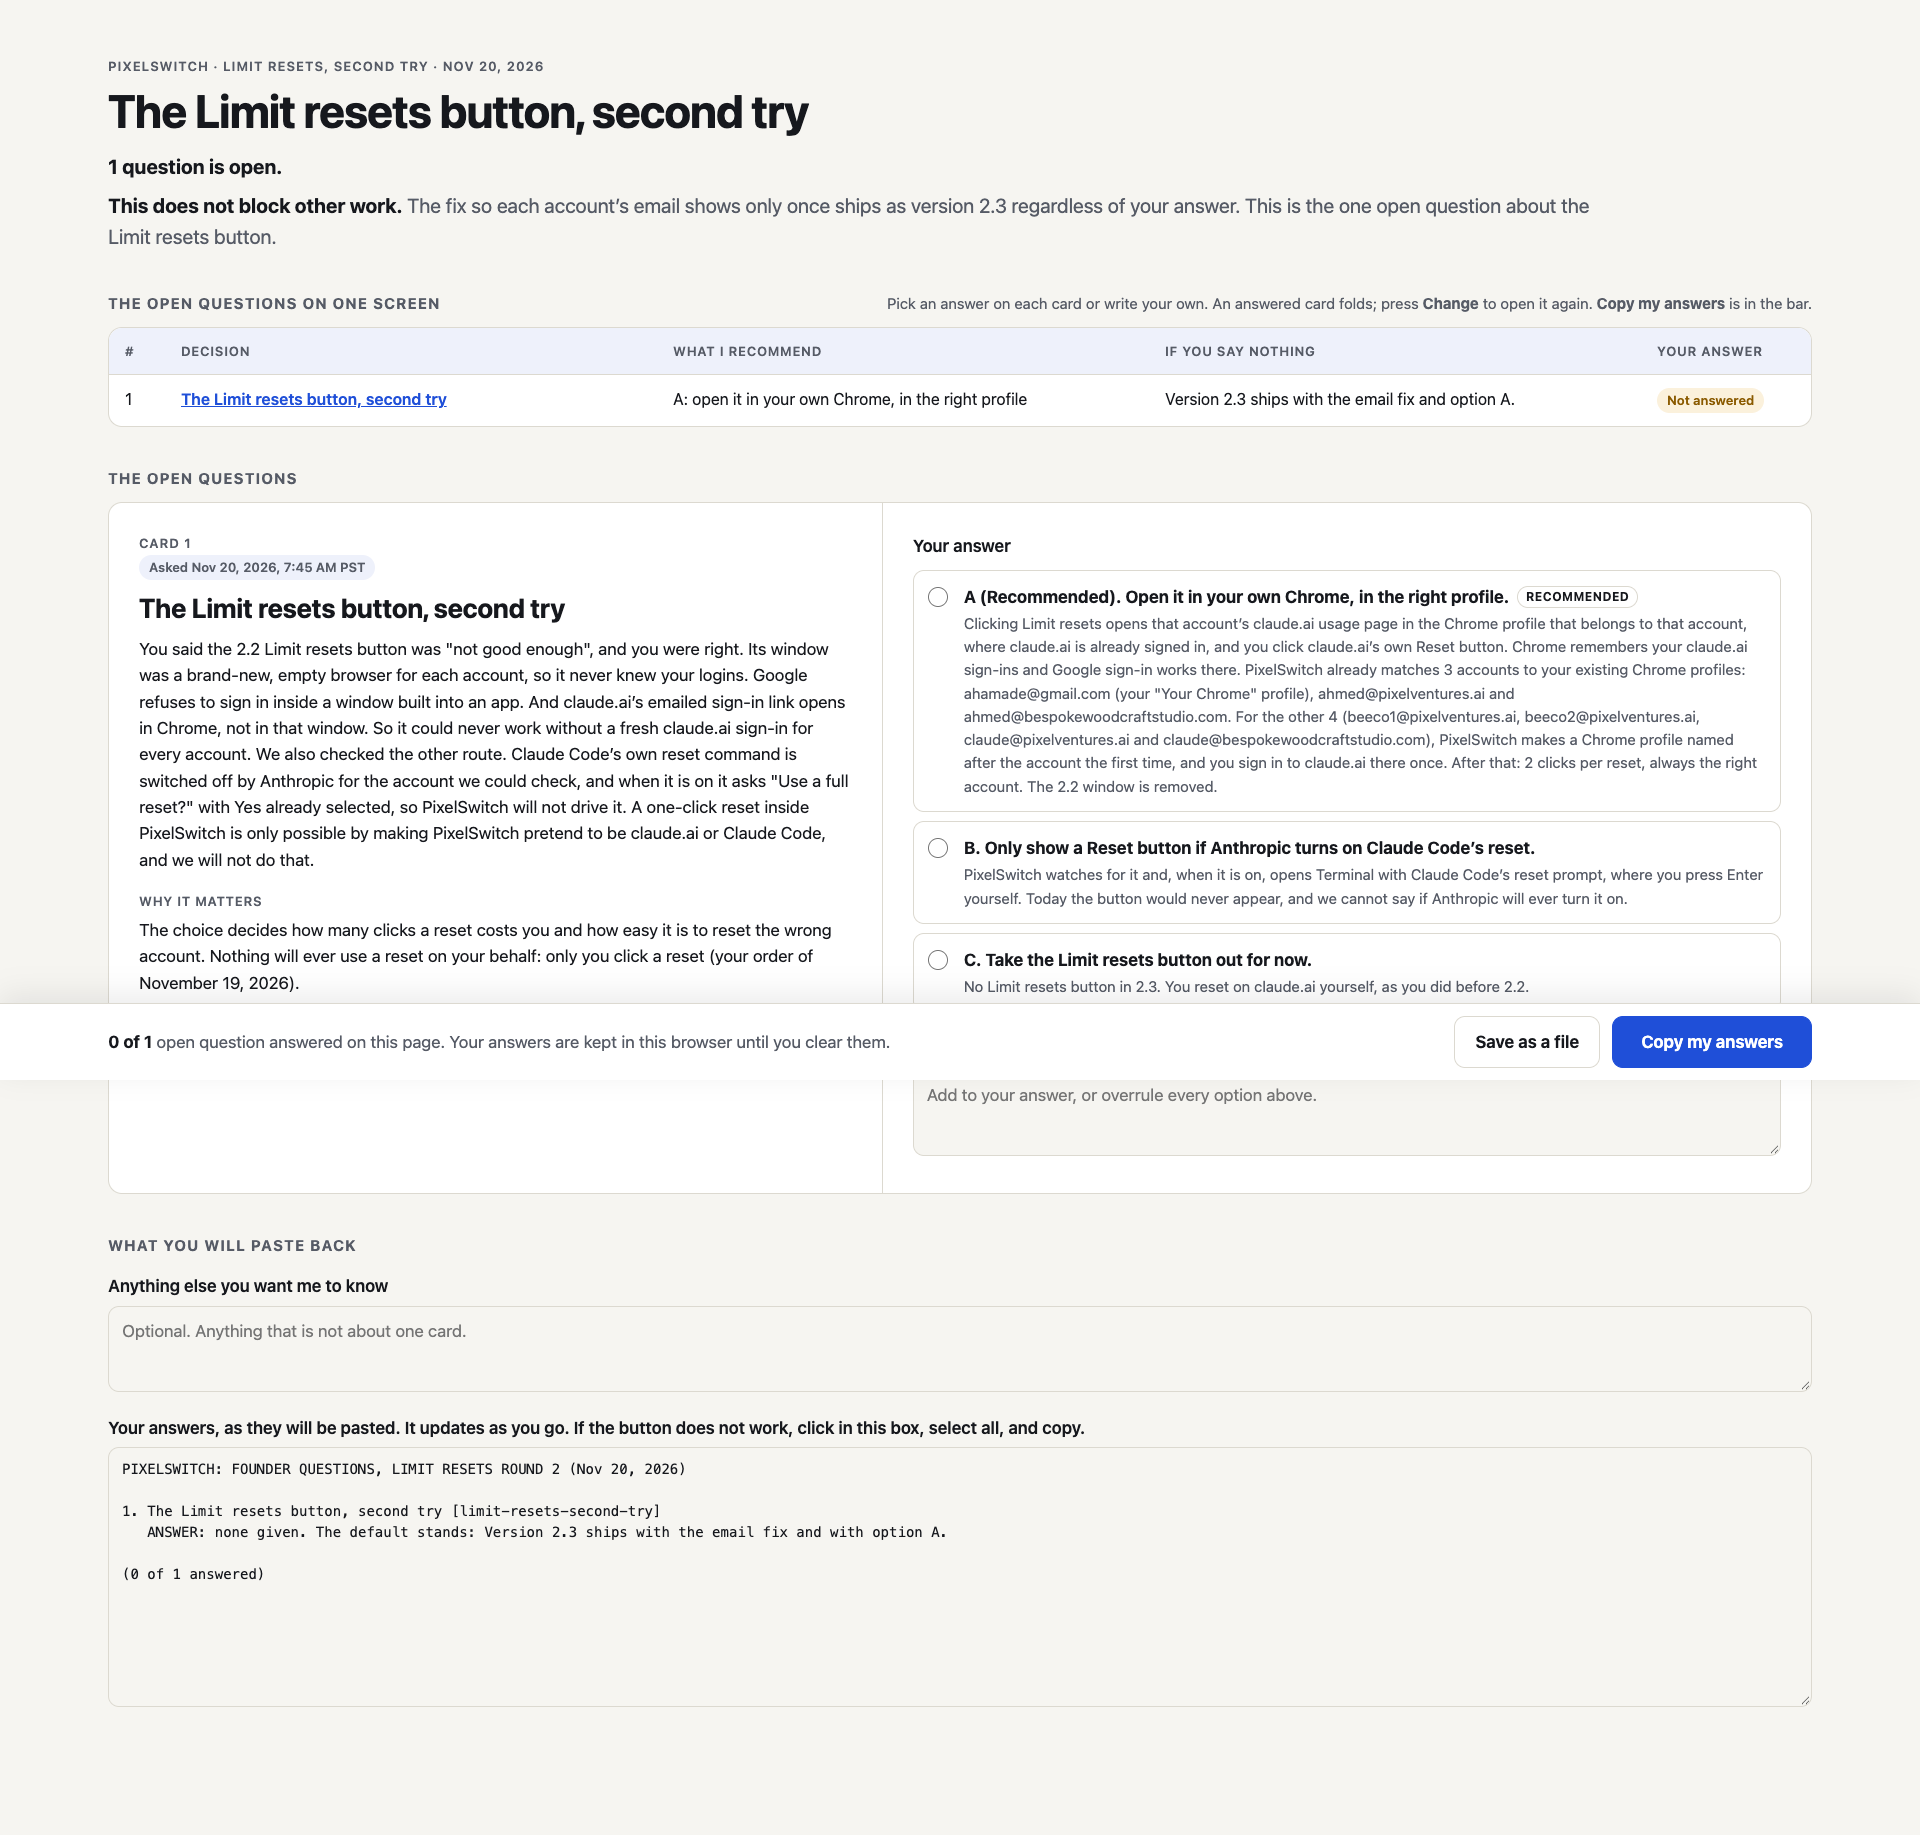 PIXELSWITCH · LIMIT RESETS, SECOND TRY · NOV 20, 2026
The Limit resets button, second try
1 question is open.
This does not block other work. The fix so each account’s email shows only once ships as version 2.3 regardless of your answer. This is the one open question about the
Limit resets button.
THE OPEN QUESTIONS ON ONE SCREEN
Pick an answer on each card or write your own. An answered card folds; press Change to open it again. Copy my answers is in the bar.
# DECISION WHAT I RECOMMEND IF YOU SAY NOTHING YOUR ANSWER
1 The Limit resets button, second try A: open it in your own Chrome, in the right profile Version 2.3 ships with the email fix and option A. Not answered
THE OPEN QUESTIONS
CARD 1
Asked Nov 20, 2026, 7:45 AM PST
The Limit resets button, second try
You said the 2.2 Limit resets button was "not good enough", and you were right. Its window
was a brand-new, empty browser for each account, so it never knew your logins. Google
refuses to sign in inside a window built into an app. And claude.ai’s emailed sign-in link opens
in Chrome, not in that window. So it could never work without a fresh claude.ai sign-in for
every account. We also checked the other route. Claude Code’s own reset command is
switched off by Anthropic for the account we could check, and when it is on it asks "Use a full
reset?" with Yes already selected, so PixelSwitch will not drive it. A one-click reset inside
PixelSwitch is only possible by making PixelSwitch pretend to be claude.ai or Claude Code,
and we will not do that.
WHY IT MATTERS
The choice decides how many clicks a reset costs you and how easy it is to reset the wrong
account. Nothing will ever use a reset on your behalf: only you click a reset (your order of
November 19, 2026).
Your answer
A (Recommended). Open it in your own Chrome, in the right profile. RECOMMENDED
Clicking Limit resets opens that account’s claude.ai usage page in the Chrome profile that belongs to that account,
where claude.ai is already signed in, and you click claude.ai’s own Reset button. Chrome remembers your claude.ai
sign-ins and Google sign-in works there. PixelSwitch already matches 3 accounts to your existing Chrome profiles:
ahamade@gmail.com (your "Your Chrome" profile), ahmed@pixelventures.ai and
ahmed@bespokewoodcraftstudio.com. For the other 4 (beeco1@pixelventures.ai, beeco2@pixelventures.ai,
claude@pixelventures.ai and claude@bespokewoodcraftstudio.com), PixelSwitch makes a Chrome profile named
after the account the first time, and you sign in to claude.ai there once. After that: 2 clicks per reset, always the right
account. The 2.2 window is removed.
B. Only show a Reset button if Anthropic turns on Claude Code’s reset.
PixelSwitch watches for it and, when it is on, opens Terminal with Claude Code’s reset prompt, where you press Enter
yourself. Today the button would never appear, and we cannot say if Anthropic will ever turn it on.
C. Take the Limit resets button out for now.
No Limit resets button in 2.3. You reset on claude.ai yourself, as you did before 2.2.
0 of 1 open question answered on this page. Your answers are kept in this browser until you clear them.
Save as a file
Copy my answers
Add to your answer, or overrule every option above.
WHAT YOU WILL PASTE BACK
Anything else you want me to know
Optional. Anything that is not about one card.
Your answers, as they will be pasted. It updates as you go. If the button does not work, click in this box, select all, and copy.
PIXELSWITCH: FOUNDER QUESTIONS, LIMIT RESETS ROUND 2 (Nov 20, 2026)
1. The Limit resets button, second try [limit-resets-second-try]
ANSWER: none given. The default stands: Version 2.3 ships with the email fix and with option A.
(0 of 1 answered)